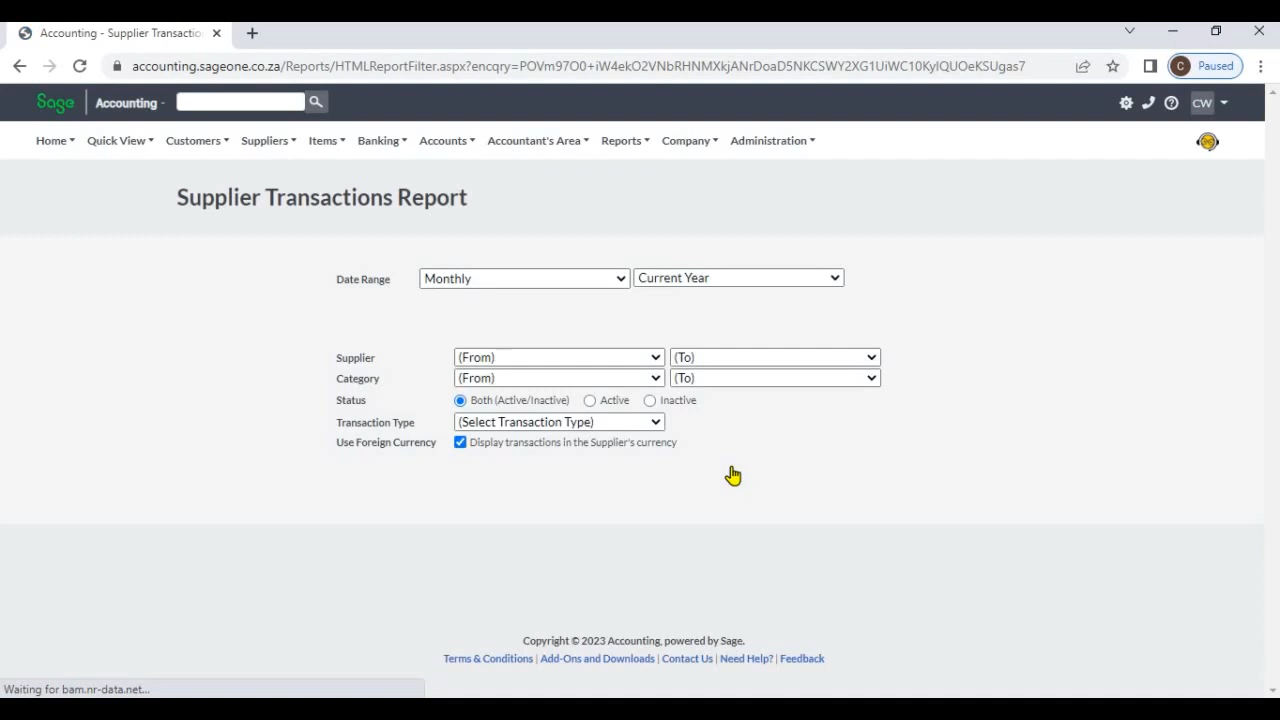 Accounting - Supplier Transactio
accounting.sageone.co.za/Reports/HTMLReportFilter.aspx?encqry=POVm97O0+iW4ekO2VNbRHNMXkjANrDoaD5NKCSWY2XG1UiWC10KyIQUOeKSUgas7
C Paused
Sage Accounting - CW
Home Quick View Customers Suppliers Items Banking Accounts Accountant's Area Reports Company Administration
Supplier Transactions Report
Date Range Monthly Current Year
Supplier (From) (To)
Category (From) (To)
Status Both (Active/Inactive) Active Inactive
Transaction Type (Select Transaction Type)
Use Foreign Currency Display transactions in the Supplier's currency
Copyright © 2023 Accounting, powered by Sage.
Terms & Conditions | Add-Ons and Downloads | Contact Us | Need Help? | Feedback
Waiting for bam.nr-data.net...